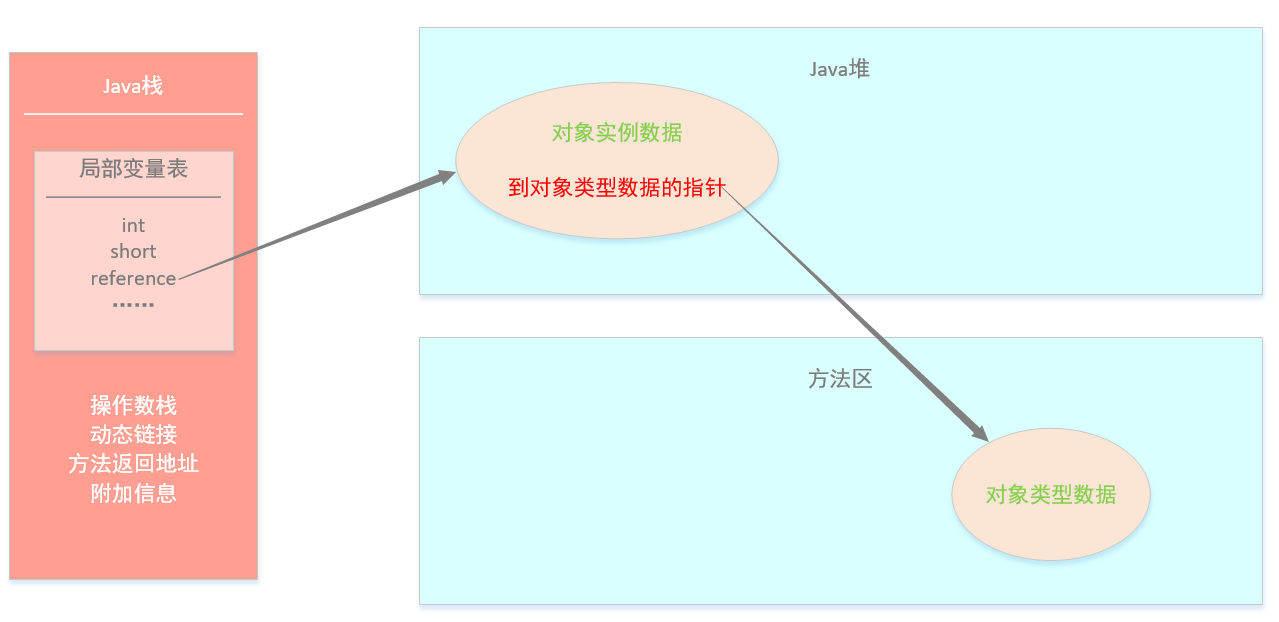 Java栈
局部变量表
int
short
reference
······
操作数栈
动态链接
方法返回地址
附加信息
Java堆
对象实例数据
到对象类型数据的指针
方法区
对象类型数据